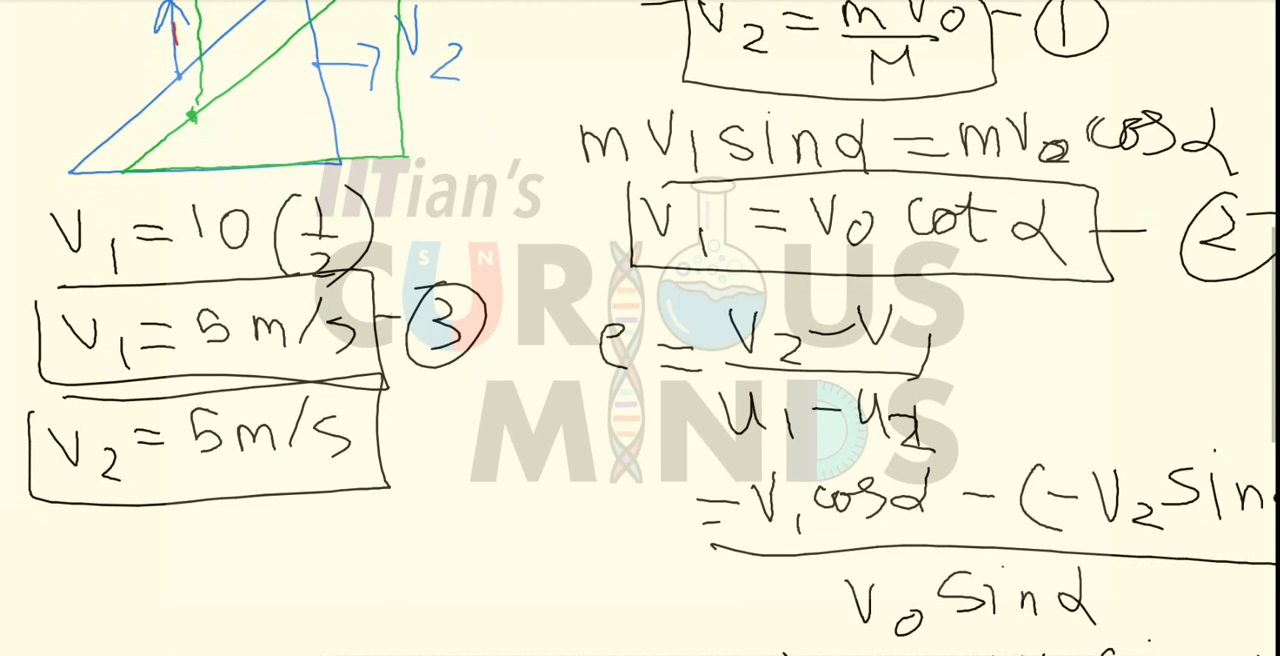 V2
V2 = mV0/M - ①
mV1 sinα = mV0 cosα
V1 = V0 cotα - ②
V1 = 10 (1/2)
V1 = 5 m/s - ③
V2 = 5 m/s
e = V2 - V1
u1 - u2
= V1 cosα - (-V2 sin
V0 sinα
IITian's
CURIOUS
MINDS
S N